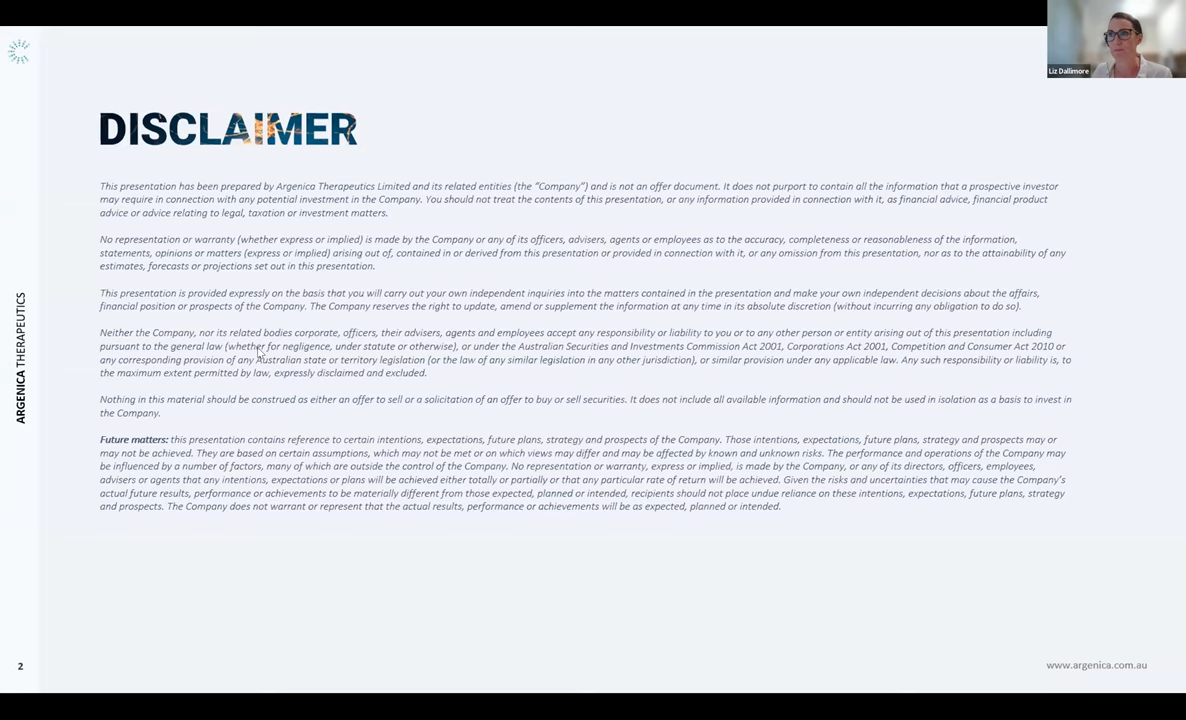 Liz Dallimore
DISCLAIMER
This presentation has been prepared by Argenica Therapeutics Limited and its related entities (the "Company") and is not an offer document. It does not purport to contain all the information that a prospective investor
may require in connection with any potential investment in the Company. You should not treat the contents of this presentation, or any information provided in connection with it, as financial advice, financial product
advice or advice relating to legal, taxation or investment matters.
No representation or warranty (whether express or implied) is made by the Company or any of its officers, advisers, agents or employees as to the accuracy, completeness or reasonableness of the information,
statements, opinions or matters (express or implied) arising out of, contained in or derived from this presentation or provided in connection with it, or any omission from this presentation, nor as to the attainability of any
estimates, forecasts or projections set out in this presentation.
This presentation is provided expressly on the basis that you will carry out your own independent inquiries into the matters contained in the presentation and make your own independent decisions about the affairs,
financial position or prospects of the Company. The Company reserves the right to update, amend or supplement the information at any time in its absolute discretion (without incurring any obligation to do so).
Neither the Company, nor its related bodies corporate, officers, their advisers, agents and employees accept any responsibility or liability to you or to any other person or entity arising out of this presentation including
pursuant to the general law (whether for negligence, under statute or otherwise), or under the Australian Securities and Investments Commission Act 2001, Corporations Act 2001, Competition and Consumer Act 2010 or
any corresponding provision of any Australian state or territory legislation (or the law of any similar legislation in any other jurisdiction), or similar provision under any applicable law. Any such responsibility or liability is, to
the maximum extent permitted by law, expressly disclaimed and excluded.
Nothing in this material should be construed as either an offer to sell or a solicitation of an offer to buy or sell securities. It does not include all available information and should not be used in isolation as a basis to invest in
the Company.
Future matters: this presentation contains reference to certain intentions, expectations, future plans, strategy and prospects of the Company. Those intentions, expectations, future plans, strategy and prospects may or
may not be achieved. They are based on certain assumptions, which may not be met or on which views may differ and may be affected by known and unknown risks. The performance and operations of the Company may
be influenced by a number of factors, many of which are outside the control of the Company. No representation or warranty, express or implied, is made by the Company, or any of its directors, officers, employees,
advisers or agents that any intentions, expectations or plans will be achieved either totally or partially or that any particular rate of return will be achieved. Given the risks and uncertainties that may cause the Company's
actual future results, performance or achievements to be materially different from those expected, planned or intended, recipients should not place undue reliance on these intentions, expectations, future plans, strategy
and prospects. The Company does not warrant or represent that the actual results, performance or achievements will be as expected, planned or intended.
ARGENICA THERAPEUTICS
2
www.argenica.com.au